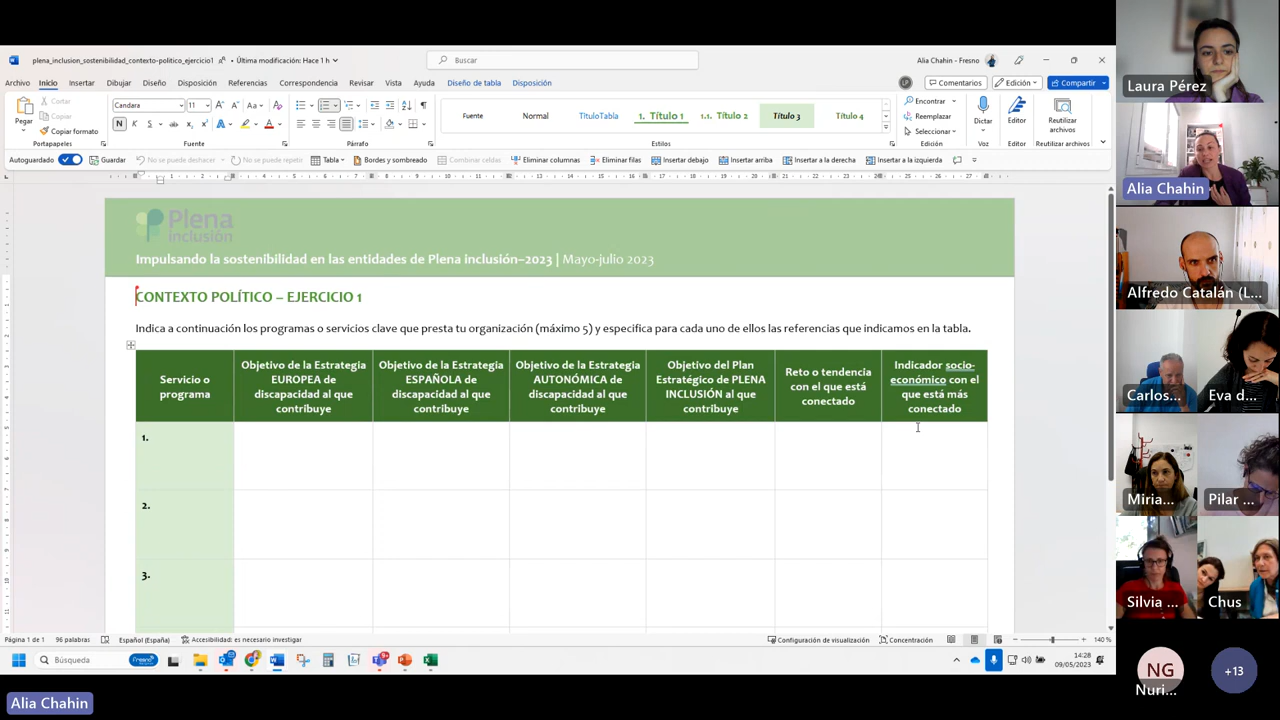 plena_inclusion_sostenibilidad_contexto-politico_ejercicio1
Última modificación: Hace 1 h
Buscar
Alia Chahin - Fresno
Archivo Inicio Insertar Dibujar Diseño Disposición Referencias Correspondencia Revisar Vista Ayuda Diseño de tabla Disposición
LP
Comentarios
Edición
Compartir
Pegar
Cortar
Copiar
Copiar formato
Portapapeles
Candara
11
Fuente
Párrafo
Fuente
Normal
TítuloTabla
1. Título 1
1.1. Título 2
Título 3
Título 4
Estilos
Encontrar
Reemplazar
Seleccionar
Edición
Dictar
Voz
Editor
Editor
Reutilizar archivos
Reutilizar archivos
Autoguardado Guardar No se puede deshacer No se puede repetir Tabla Bordes y sombreado Combinar celdas Eliminar columnas Eliminar filas Insertar debajo Insertar arriba Insertar a la derecha Insertar a la izquierda
Plena
inclusión
Impulsando la sostenibilidad en las entidades de Plena inclusión–2023 | Mayo-julio 2023
CONTEXTO POLÍTICO – EJERCICIO 1
Indica a continuación los programas o servicios clave que presta tu organización (máximo 5) y especifica para cada uno de ellos las referencias que indicamos en la tabla.
Servicio o programa
Objetivo de la Estrategia EUROPEA de discapacidad al que contribuye
Objetivo de la Estrategia ESPAÑOLA de discapacidad al que contribuye
Objetivo de la Estrategia AUTONÓMICA de discapacidad al que contribuye
Objetivo del Plan Estratégico de PLENA INCLUSIÓN al que contribuye
Reto o tendencia con el que está conectado
Indicador socio-económico con el que está más conectado
1.
2.
3.
Página 1 de 1
96 palabras
Español (España)
Accesibilidad: es necesario investigar
Configuración de visualización
Concentración
140 %
Búsqueda
Fresno
14:28
09/05/2023
Alia Chahin
Laura Pérez
Alia Chahin
Alfredo Catalán (L...
Carlos...
Eva d...
Miria...
Pilar ...
Silvia ...
Chus
NG
Nuri...
+13